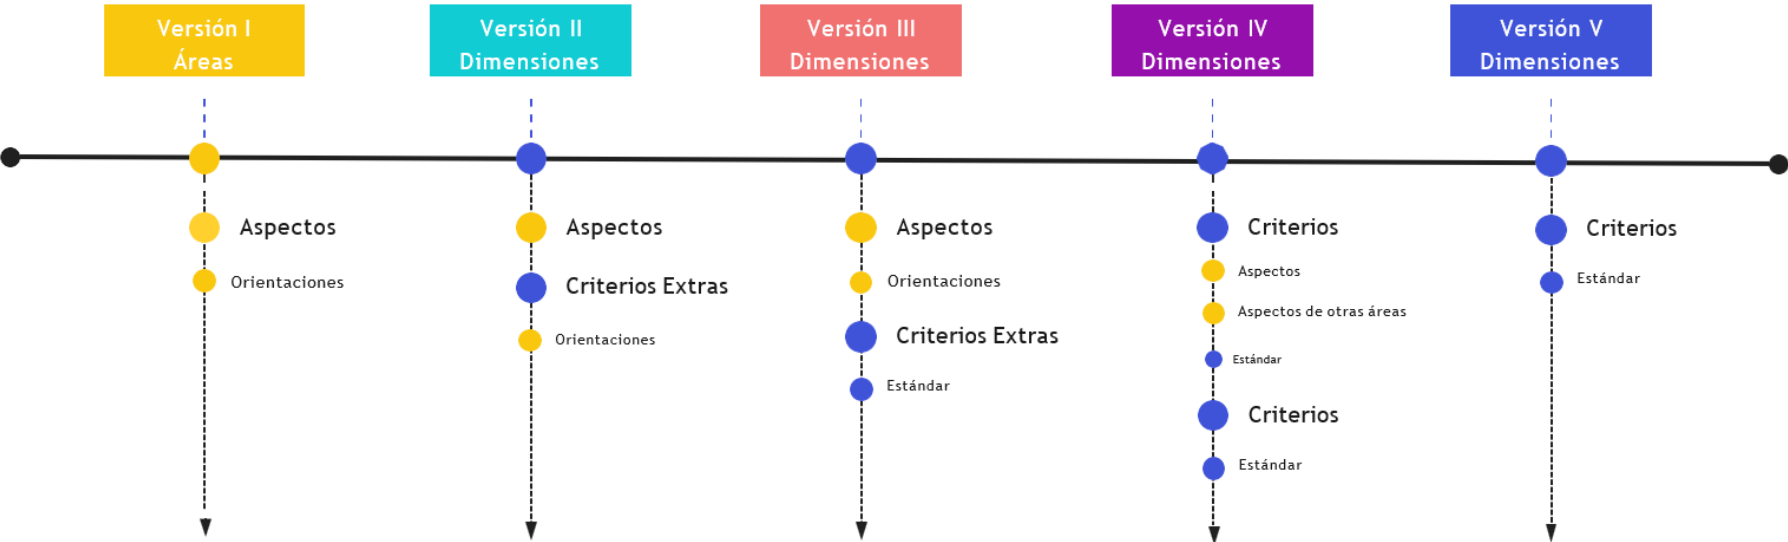 Versión I
Áreas
Versión II
Dimensiones
Versión III
Dimensiones
Versión IV
Dimensiones
Versión V
Dimensiones
Aspectos
Orientaciones
Aspectos
Criterios Extras
Orientaciones
Aspectos
Orientaciones
Criterios Extras
Estándar
Criterios
Aspectos
Aspectos de otras áreas
Estándar
Criterios
Estándar
Criterios
Estándar